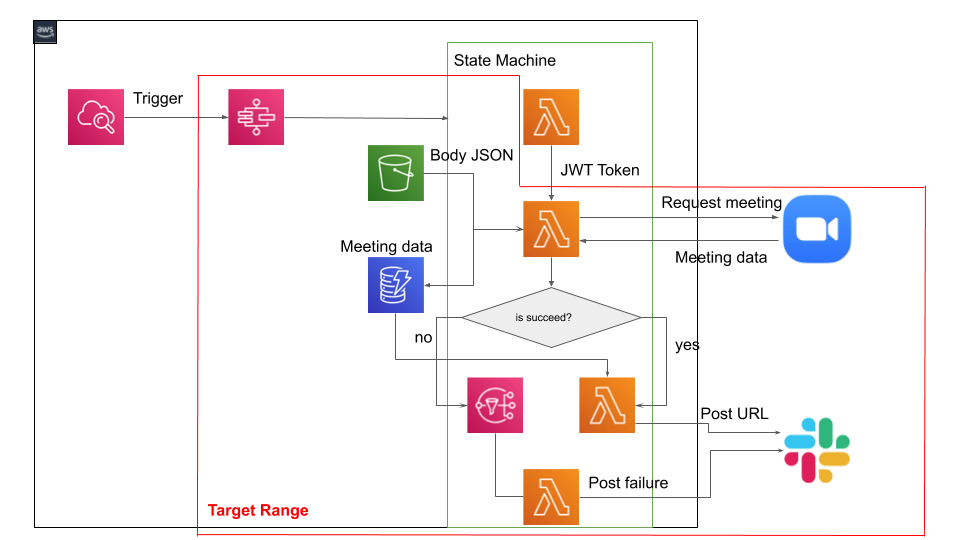 aws
State Machine
Trigger
Body JSON
JWT Token
Request meeting
Meeting data
Meeting data
is succeed?
no
yes
Post URL
Post failure
Target Range